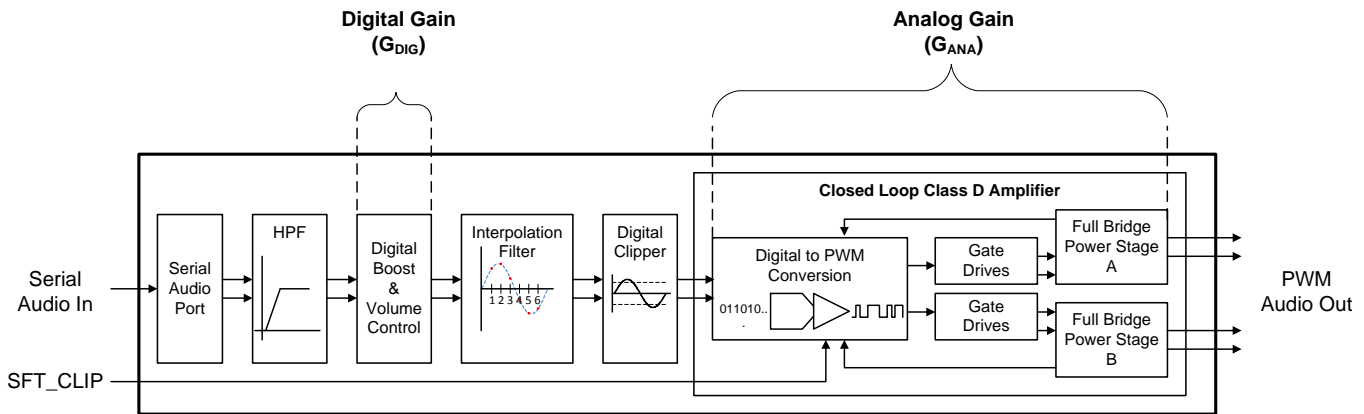 Digital Gain
(GDIG)
Analog Gain
(GANA)
Closed Loop Class D Amplifier
Serial
Audio In
Serial
Audio
Port
HPF
Digital
Boost
&
Volume
Control
Interpolation
Filter
1 2 3 4 5 6
Digital
Clipper
Digital to PWM
Conversion
011010..
.
Gate
Drives
Gate
Drives
Full Bridge
Power Stage
A
Full Bridge
Power Stage
B
PWM
Audio Out
SFT_CLIP